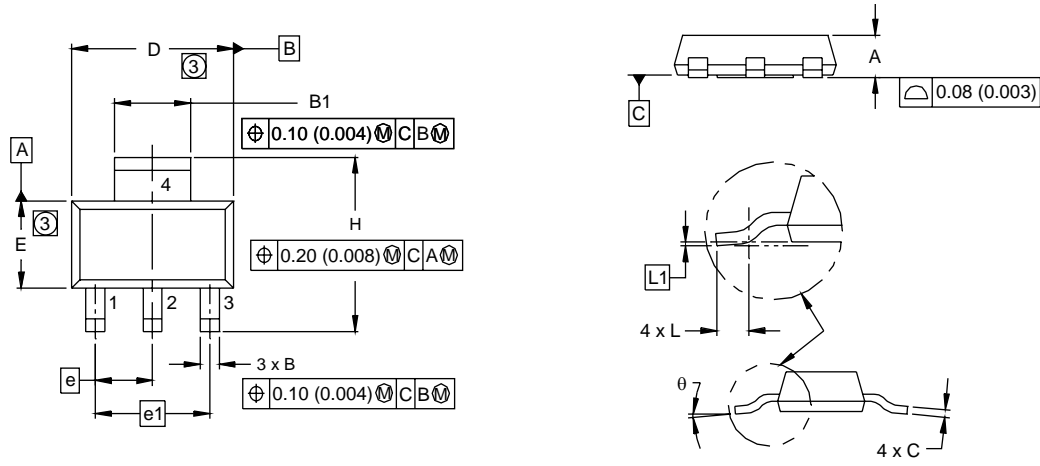 D
B
③
B1
⌖ 0.10 (0.004) Ⓜ C B Ⓜ
A
4
③
E
H
⌖ 0.20 (0.008) Ⓜ C A Ⓜ
1 2 3
3 x B
e
⌖ 0.10 (0.004) Ⓜ C B Ⓜ
e1
A
C
⌓ 0.08 (0.003)
L1
4 x L
θ
4 x C